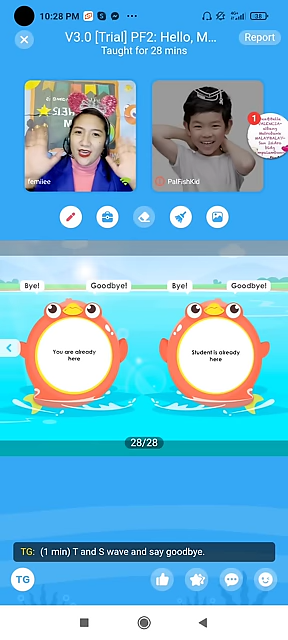 10:28 PM
38
V3.0 [Trial] PF2: Hello, M...
Taught for 28 mins
Report
femilee
PalFishKid
1
Bye!
Goodbye!
Bye!
Goodbye!
You are already
here
Student is already
here
28/28
TG: (1 min) T and S wave and say goodbye.
TG